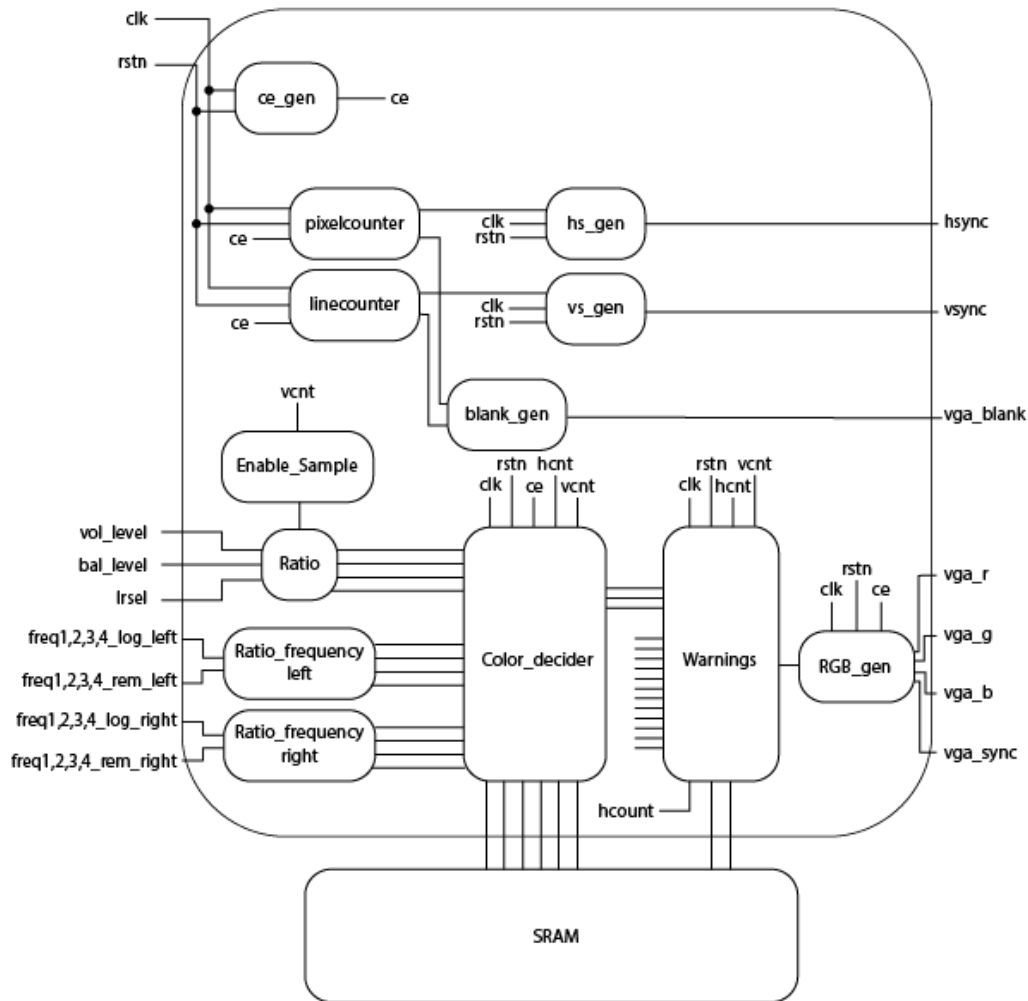 clk
rstn
ce_gen
ce
pixelcounter
ce
clk
rstn
hs_gen
hsync
linecounter
ce
clk
rstn
vs_gen
vsync
vcnt
blank_gen
vga_blank
Enable_Sample
rstn hcnt
clk ce vcnt
rstn vcnt
clk hcnt
vol_level
bal_level
lrsel
Ratio
freq1,2,3,4_log_left
freq1,2,3,4_rem_left
Ratio_frequency
left
freq1,2,3,4_log_right
freq1,2,3,4_rem_right
Ratio_frequency
right
Color_decider
Warnings
rstn
clk ce
RGB_gen
vga_r
vga_g
vga_b
vga_sync
hcount
SRAM